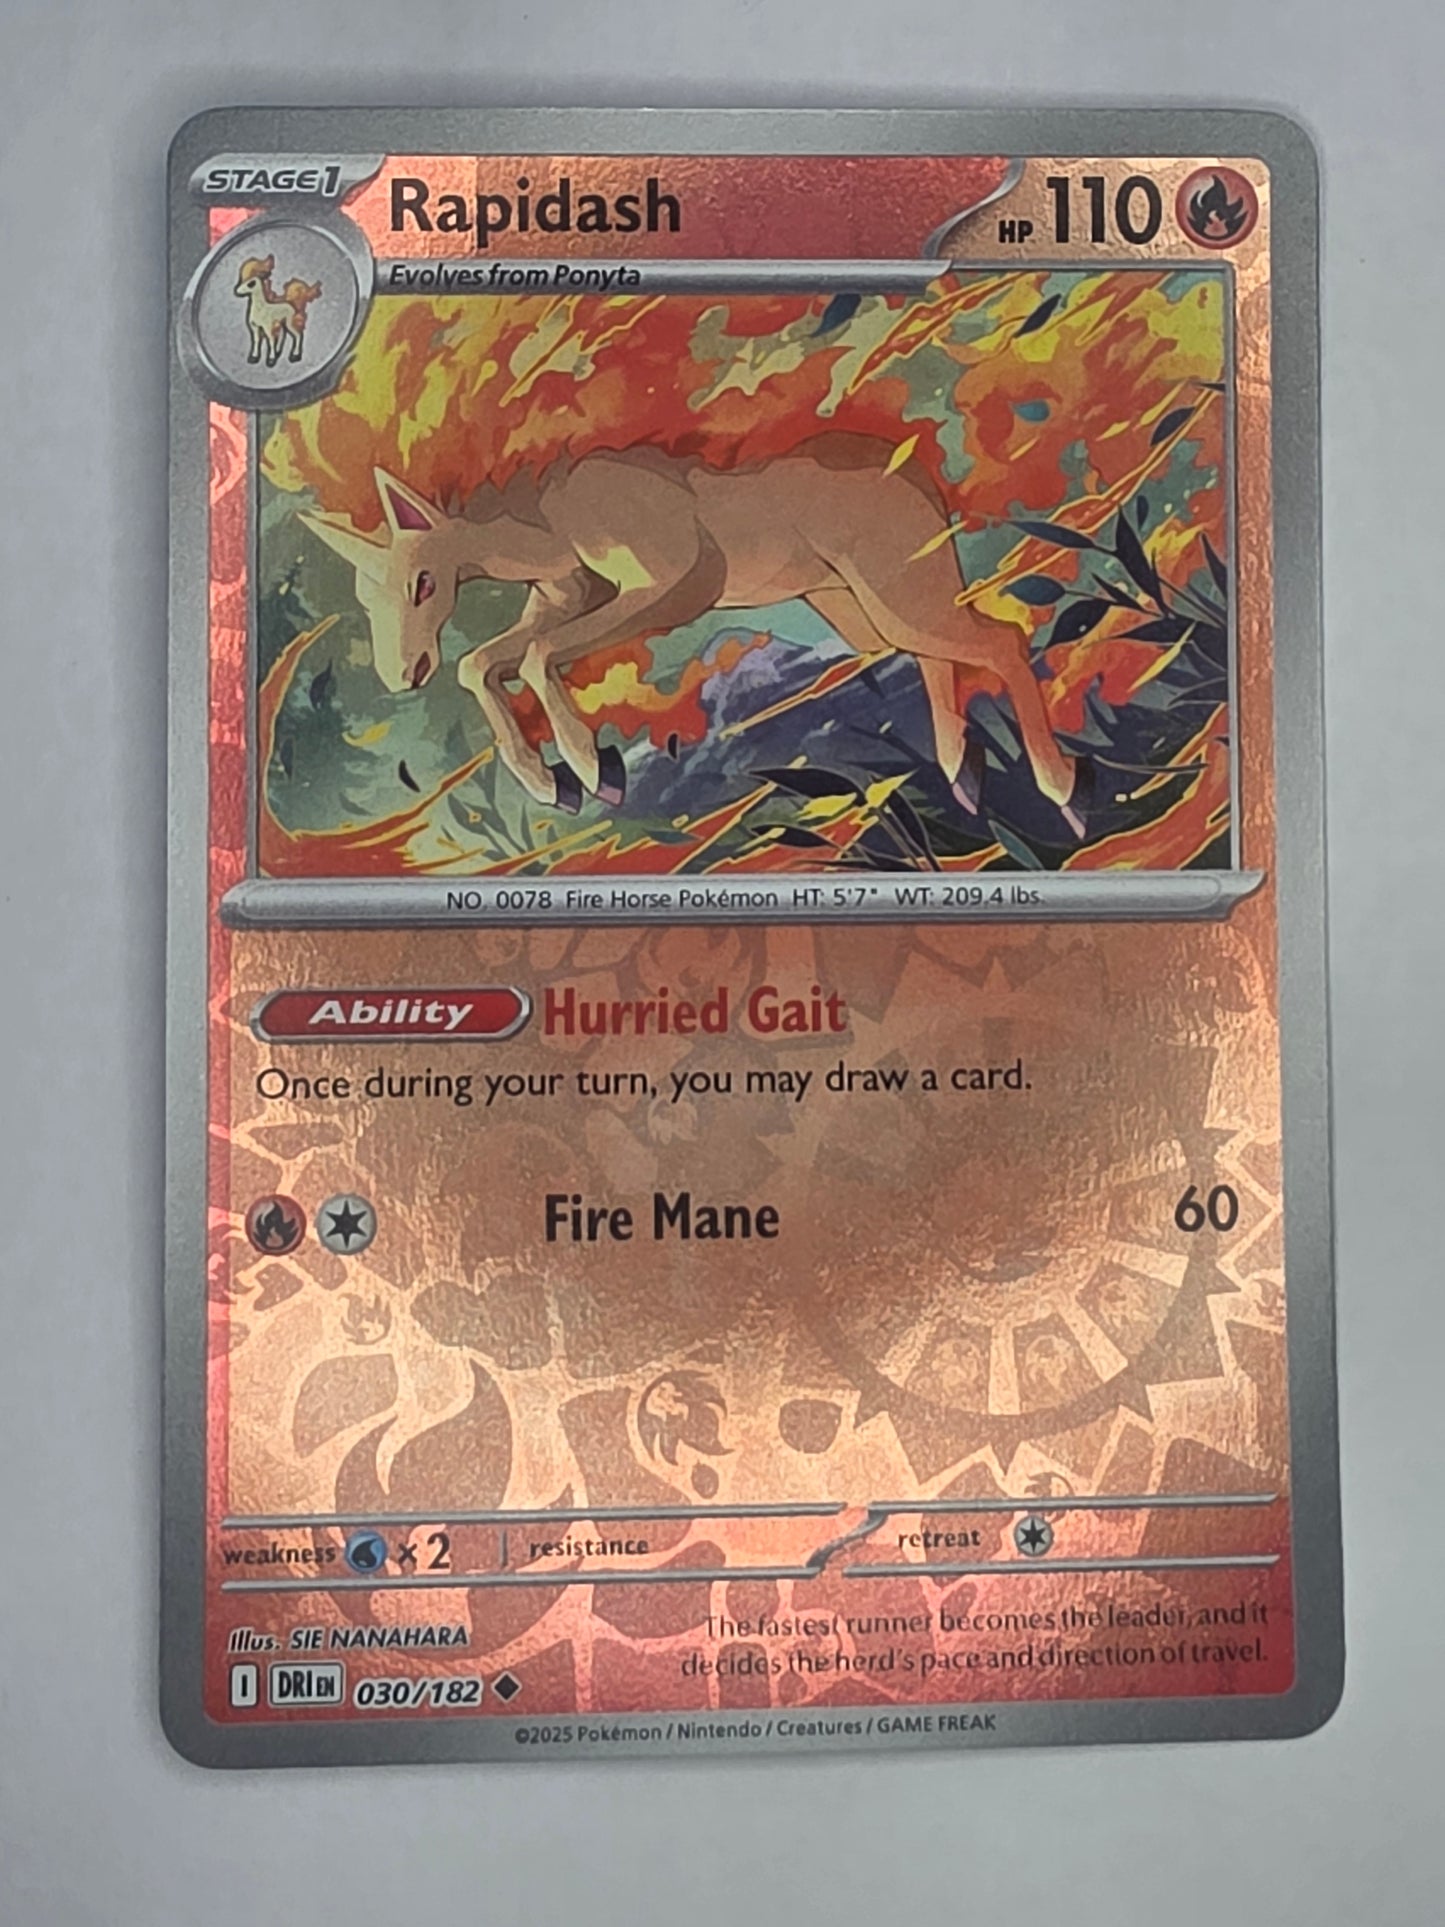 STAGE1
Rapidash
HP 110
Evolves from Ponyta
NO. 0078 Fire Horse Pokémon HT: 5'7" WT: 209.4 lbs.
Ability Hurried Gait
Once during your turn, you may draw a card.
Fire Mane 60
weakness ×2 resistance retreat
The fastest runner becomes the leader, and it
decides the herd's pace and direction of travel.
Illus. SIE NANAHARA
I DRI EN 030/182
©2025 Pokémon / Nintendo / Creatures / GAME FREAK